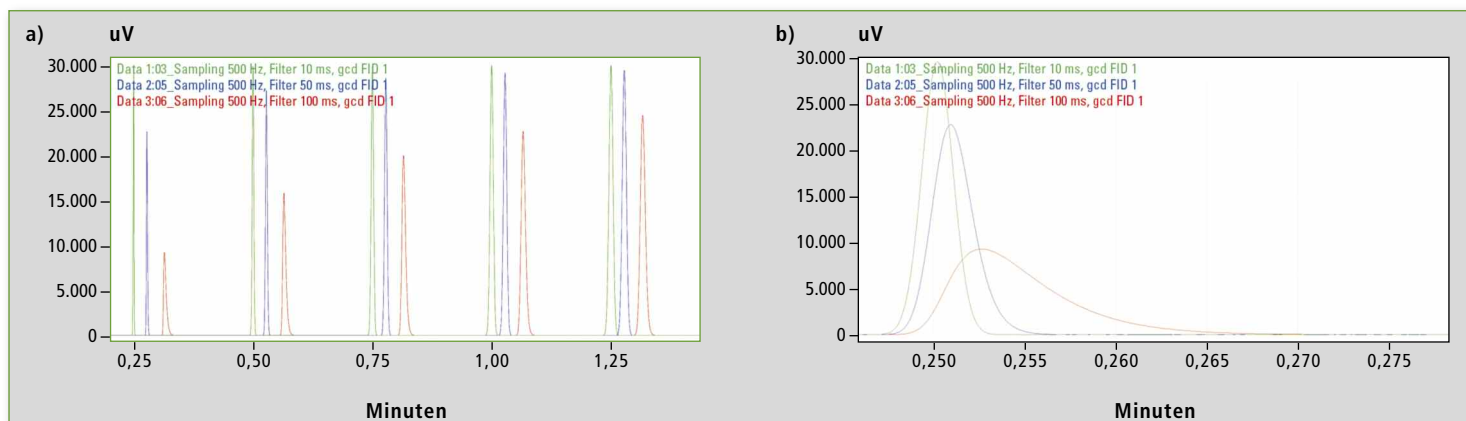 a) uV
30.000
25.000
20.000
15.000
10.000
5.000
0
Data 1:03_Sampling 500 Hz, Filter 10 ms, gcd FID 1
Data 2:05_Sampling 500 Hz, Filter 50 ms, gcd FID 1
Data 3:06_Sampling 500 Hz, Filter 100 ms, gcd FID 1
0,25 0,50 0,75 1,00 1,25
Minuten
b) uV
30.000
25.000
20.000
15.000
10.000
5.000
0
Data 1:03_Sampling 500 Hz, Filter 10 ms, gcd FID 1
Data 2:05_Sampling 500 Hz, Filter 50 ms, gcd FID 1
Data 3:06_Sampling 500 Hz, Filter 100 ms, gcd FID 1
0,250 0,255 0,260 0,265 0,270 0,275
Minuten